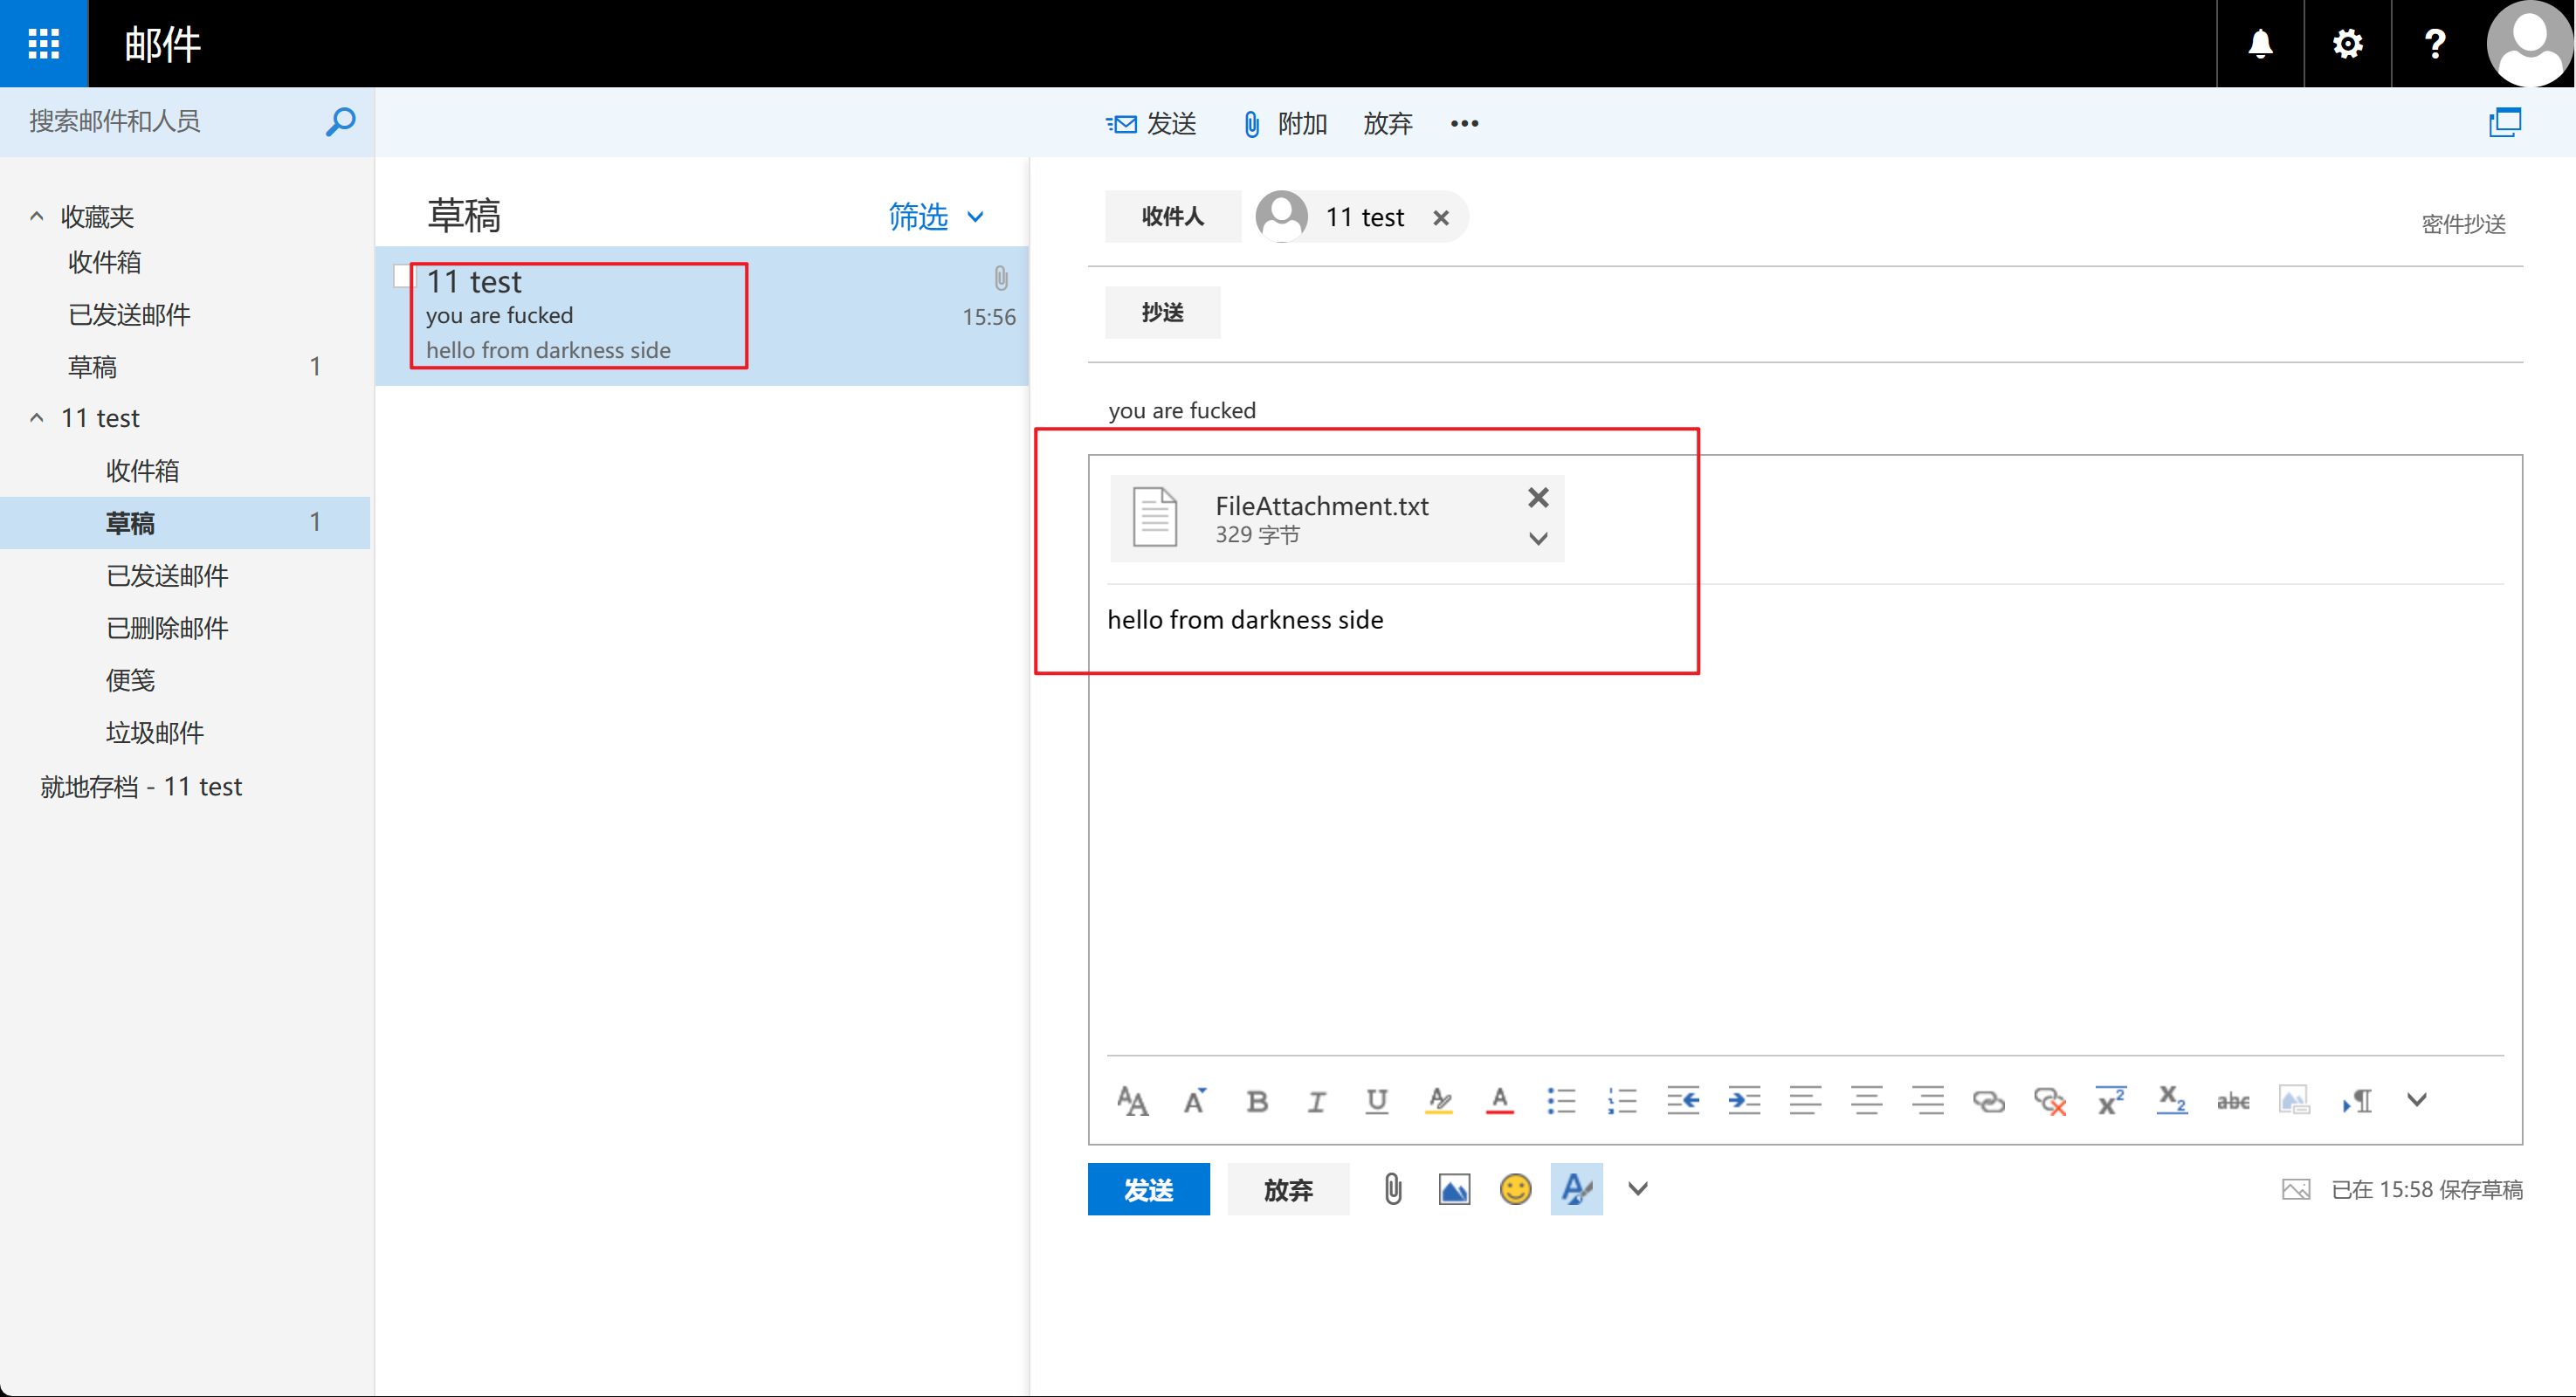 邮件
搜索邮件和人员
发送
附加
放弃
收藏夹
收件箱
已发送邮件
草稿 1
11 test
收件箱
草稿 1
已发送邮件
已删除邮件
便笺
垃圾邮件
就地存档 - 11 test
草稿
筛选
11 test
you are fucked
15:56
hello from darkness side
收件人
11 test
密件抄送
抄送
you are fucked
FileAttachment.txt
329 字节
hello from darkness side
发送
放弃
已在 15:58 保存草稿